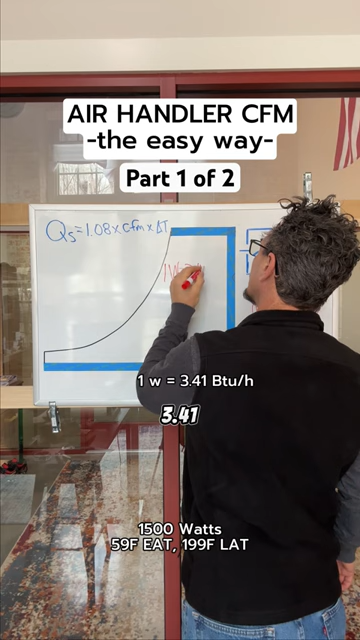 AIR HANDLER CFM
-the easy way-
Part 1 of 2
Qs = 1.08 x cfm x ΔT
1 w = 3.41 Btu/h
3.41
1500 Watts
59F EAT, 199F LAT